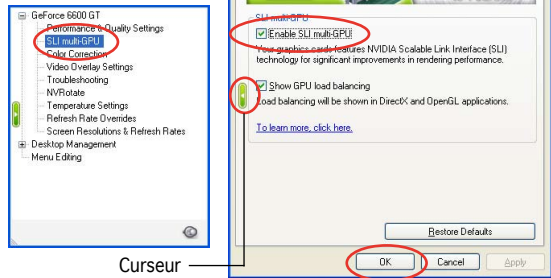 GeForce 6600 GT
Performance & Quality Settings
SLI multi-GPU
Color Correction
Video Overlay Settings
Troubleshooting
NVRotate
Temperature Settings
Refresh Rate Overrides
Screen Resolutions & Refresh Rates
Desktop Management
Menu Editing
SLI multi-GPU
Enable SLI multi-GPU
Your graphics cards features NVIDIA Scalable Link Interface (SLI)
technology for significant improvements in rendering performance.
Show GPU load balancing
Load balancing will be shown in DirectX and OpenGL applications.
To learn more, click here.
Restore Defaults
OK
Cancel
Apply
Curseur